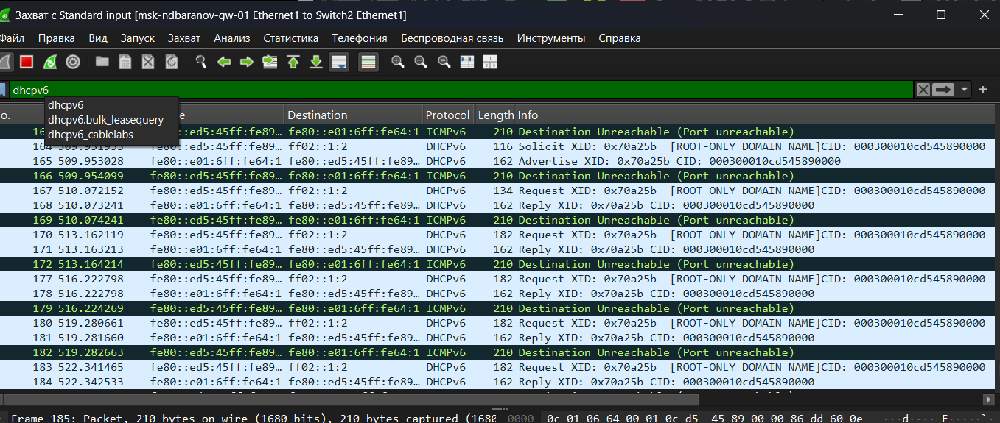 Захват с Standard input [msk-ndbaranov-gw-01 Ethernet1 to Switch2 Ethernet1]
Файл Правка Вид Запуск Захват Анализ Статистика Телефония Беспроводная связь Инструменты Справка
dhcpv6
dhcpv6
dhcpv6.bulk_leasequery
dhcpv6_cablelabs
o. e Destination Protocol Length Info
16 ::ed5:45ff:fe89… fe80::e01:6ff:fe64:1 ICMPv6 210 Destination Unreachable (Port unreachable)
164 509.951955 fe80::ed5:45ff:fe89… ff02::1:2 DHCPv6 116 Solicit XID: 0x70a25b [ROOT-ONLY DOMAIN NAME]CID: 000300010cd545890000
165 509.953028 fe80::e01:6ff:fe64:1 fe80::ed5:45ff:fe89… DHCPv6 162 Advertise XID: 0x70a25b CID: 000300010cd545890000
166 509.954099 fe80::ed5:45ff:fe89… fe80::e01:6ff:fe64:1 ICMPv6 210 Destination Unreachable (Port unreachable)
167 510.072152 fe80::ed5:45ff:fe89… ff02::1:2 DHCPv6 134 Request XID: 0x70a25b [ROOT-ONLY DOMAIN NAME]CID: 000300010cd545890000
168 510.073241 fe80::e01:6ff:fe64:1 fe80::ed5:45ff:fe89… DHCPv6 162 Reply XID: 0x70a25b CID: 000300010cd545890000
169 510.074241 fe80::ed5:45ff:fe89… fe80::e01:6ff:fe64:1 ICMPv6 210 Destination Unreachable (Port unreachable)
170 513.162119 fe80::ed5:45ff:fe89… ff02::1:2 DHCPv6 182 Request XID: 0x70a25b [ROOT-ONLY DOMAIN NAME]CID: 000300010cd545890000
171 513.163213 fe80::e01:6ff:fe64:1 fe80::ed5:45ff:fe89… DHCPv6 162 Reply XID: 0x70a25b CID: 000300010cd545890000
172 513.164214 fe80::ed5:45ff:fe89… fe80::e01:6ff:fe64:1 ICMPv6 210 Destination Unreachable (Port unreachable)
177 516.222798 fe80::ed5:45ff:fe89… ff02::1:2 DHCPv6 182 Request XID: 0x70a25b [ROOT-ONLY DOMAIN NAME]CID: 000300010cd545890000
178 516.222798 fe80::e01:6ff:fe64:1 fe80::ed5:45ff:fe89… DHCPv6 162 Reply XID: 0x70a25b CID: 000300010cd545890000
179 516.224269 fe80::ed5:45ff:fe89… fe80::e01:6ff:fe64:1 ICMPv6 210 Destination Unreachable (Port unreachable)
180 519.280661 fe80::ed5:45ff:fe89… ff02::1:2 DHCPv6 182 Request XID: 0x70a25b [ROOT-ONLY DOMAIN NAME]CID: 000300010cd545890000
181 519.281660 fe80::e01:6ff:fe64:1 fe80::ed5:45ff:fe89… DHCPv6 162 Reply XID: 0x70a25b CID: 000300010cd545890000
182 519.282663 fe80::ed5:45ff:fe89… fe80::e01:6ff:fe64:1 ICMPv6 210 Destination Unreachable (Port unreachable)
183 522.341465 fe80::ed5:45ff:fe89… ff02::1:2 DHCPv6 182 Request XID: 0x70a25b [ROOT-ONLY DOMAIN NAME]CID: 000300010cd545890000
184 522.342533 fe80::e01:6ff:fe64:1 fe80::ed5:45ff:fe89… DHCPv6 162 Reply XID: 0x70a25b CID: 000300010cd545890000
Frame 185: Packet, 210 bytes on wire (1680 bits), 210 bytes captured (1680 0000 0c 01 06 64 00 01 0c d5 45 89 00 00 86 dd 60 0e ···d···· E·····`·